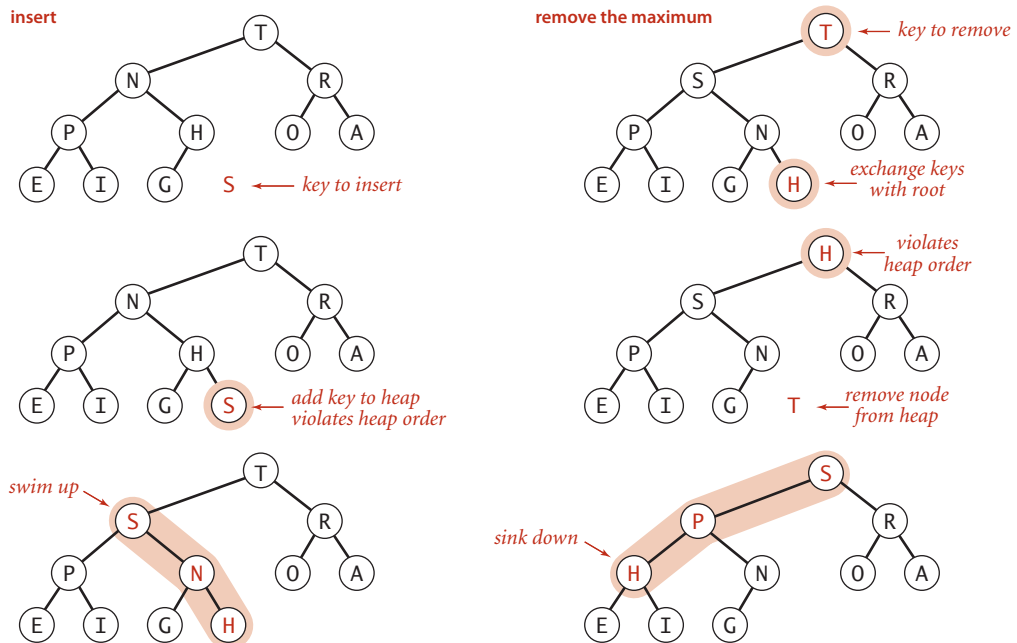 insert
T
N R
P H O A
E I G S key to insert
T
N R
P H O A
E I G S
add key to heap
violates heap order
swim up
T
S R
P N O A
E I G H
remove the maximum
T key to remove
S R
P N O A
E I G H
exchange keys
with root
H
violates
heap order
S R
P N O A
E I G T
remove node
from heap
S
P R
sink down
H N O A
E I G